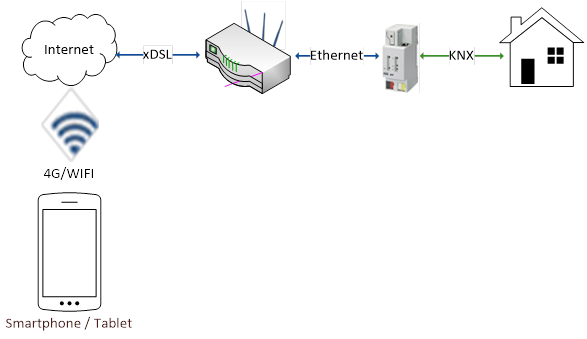 Internet
xDSL
Ethernet
KNX
4G/WIFI
Smartphone / Tablet